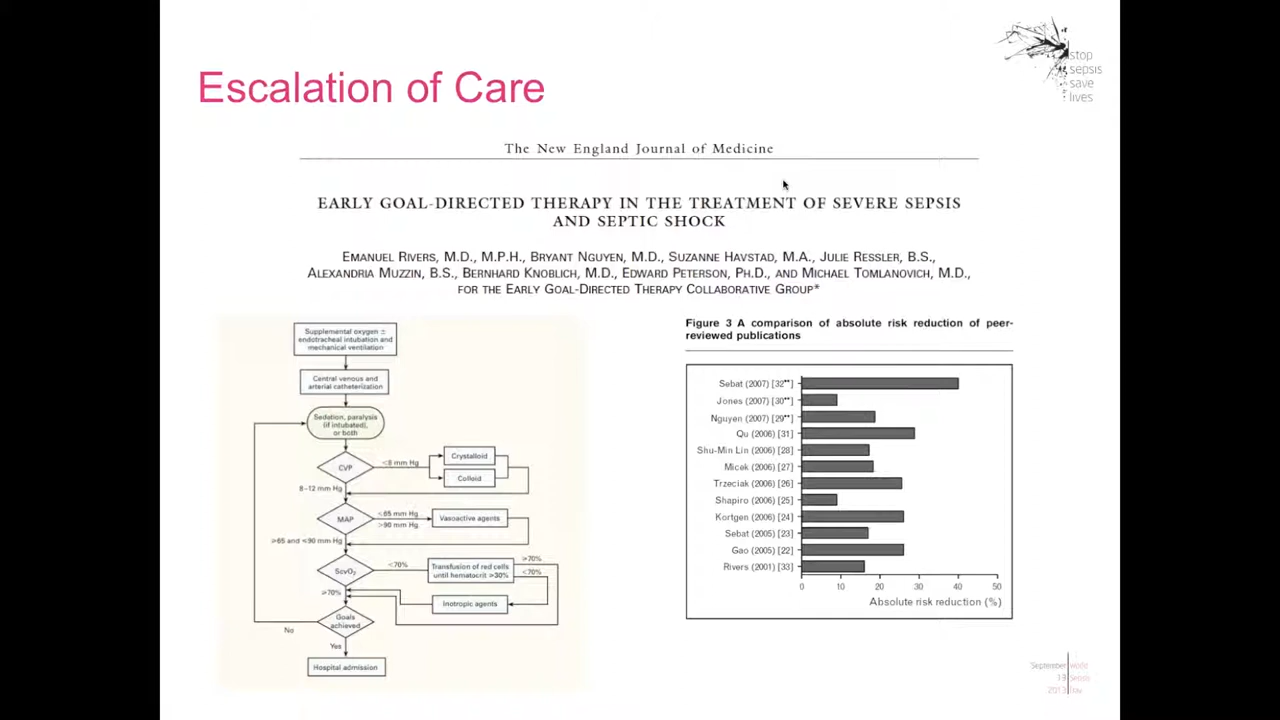 stop
sepsis
save
lives
Escalation of Care
The New England Journal of Medicine
EARLY GOAL-DIRECTED THERAPY IN THE TREATMENT OF SEVERE SEPSIS
AND SEPTIC SHOCK
EMANUEL RIVERS, M.D., M.P.H., BRYANT NGUYEN, M.D., SUZANNE HAVSTAD, M.A., JULIE RESSLER, B.S.,
ALEXANDRIA MUZZIN, B.S., BERNHARD KNOBLICH, M.D., EDWARD PETERSON, PH.D., AND MICHAEL TOMLANOVICH, M.D.,
FOR THE EARLY GOAL-DIRECTED THERAPY COLLABORATIVE GROUP*
Supplemental oxygen ±
endotracheal intubation and
mechanical ventilation
Central venous and
arterial catheterization
Sedation, paralysis
(if intubated),
or both
CVP
<8 mm Hg
Crystalloid
Colloid
8–12 mm Hg
MAP
<65 mm Hg
>90 mm Hg
Vasoactive agents
≥65 and ≤90 mm Hg
ScvO₂
<70%
Transfusion of red cells
until hematocrit ≥30%
≥70%
<70%
≥70%
Inotropic agents
Goals
achieved
No
Yes
Hospital admission
Figure 3 A comparison of absolute risk reduction of peer-
reviewed publications
Sebat (2007) [32••]
Jones (2007) [30••]
Nguyen (2007) [29••]
Qu (2006) [31]
Shu-Min Lin (2006) [28]
Micek (2006) [27]
Trzeciak (2006) [26]
Shapiro (2006) [25]
Kortgen (2006) [24]
Sebat (2005) [23]
Gao (2005) [22]
Rivers (2001) [33]
0 10 20 30 40 50
Absolute risk reduction (%)
September World
13 Sepsis
2013 Day